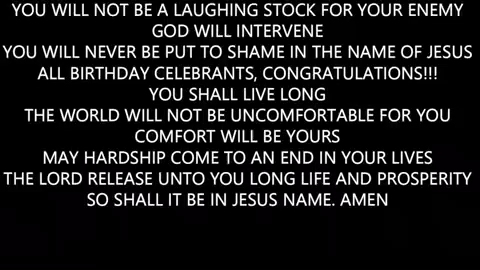 YOU WILL NOT BE A LAUGHING STOCK FOR YOUR ENEMY
GOD WILL INTERVENE
YOU WILL NEVER BE PUT TO SHAME IN THE NAME OF JESUS
ALL BIRTHDAY CELEBRANTS, CONGRATULATIONS!!!
YOU SHALL LIVE LONG
THE WORLD WILL NOT BE UNCOMFORTABLE FOR YOU
COMFORT WILL BE YOURS
MAY HARDSHIP COME TO AN END IN YOUR LIVES
THE LORD RELEASE UNTO YOU LONG LIFE AND PROSPERITY
SO SHALL IT BE IN JESUS NAME. AMEN